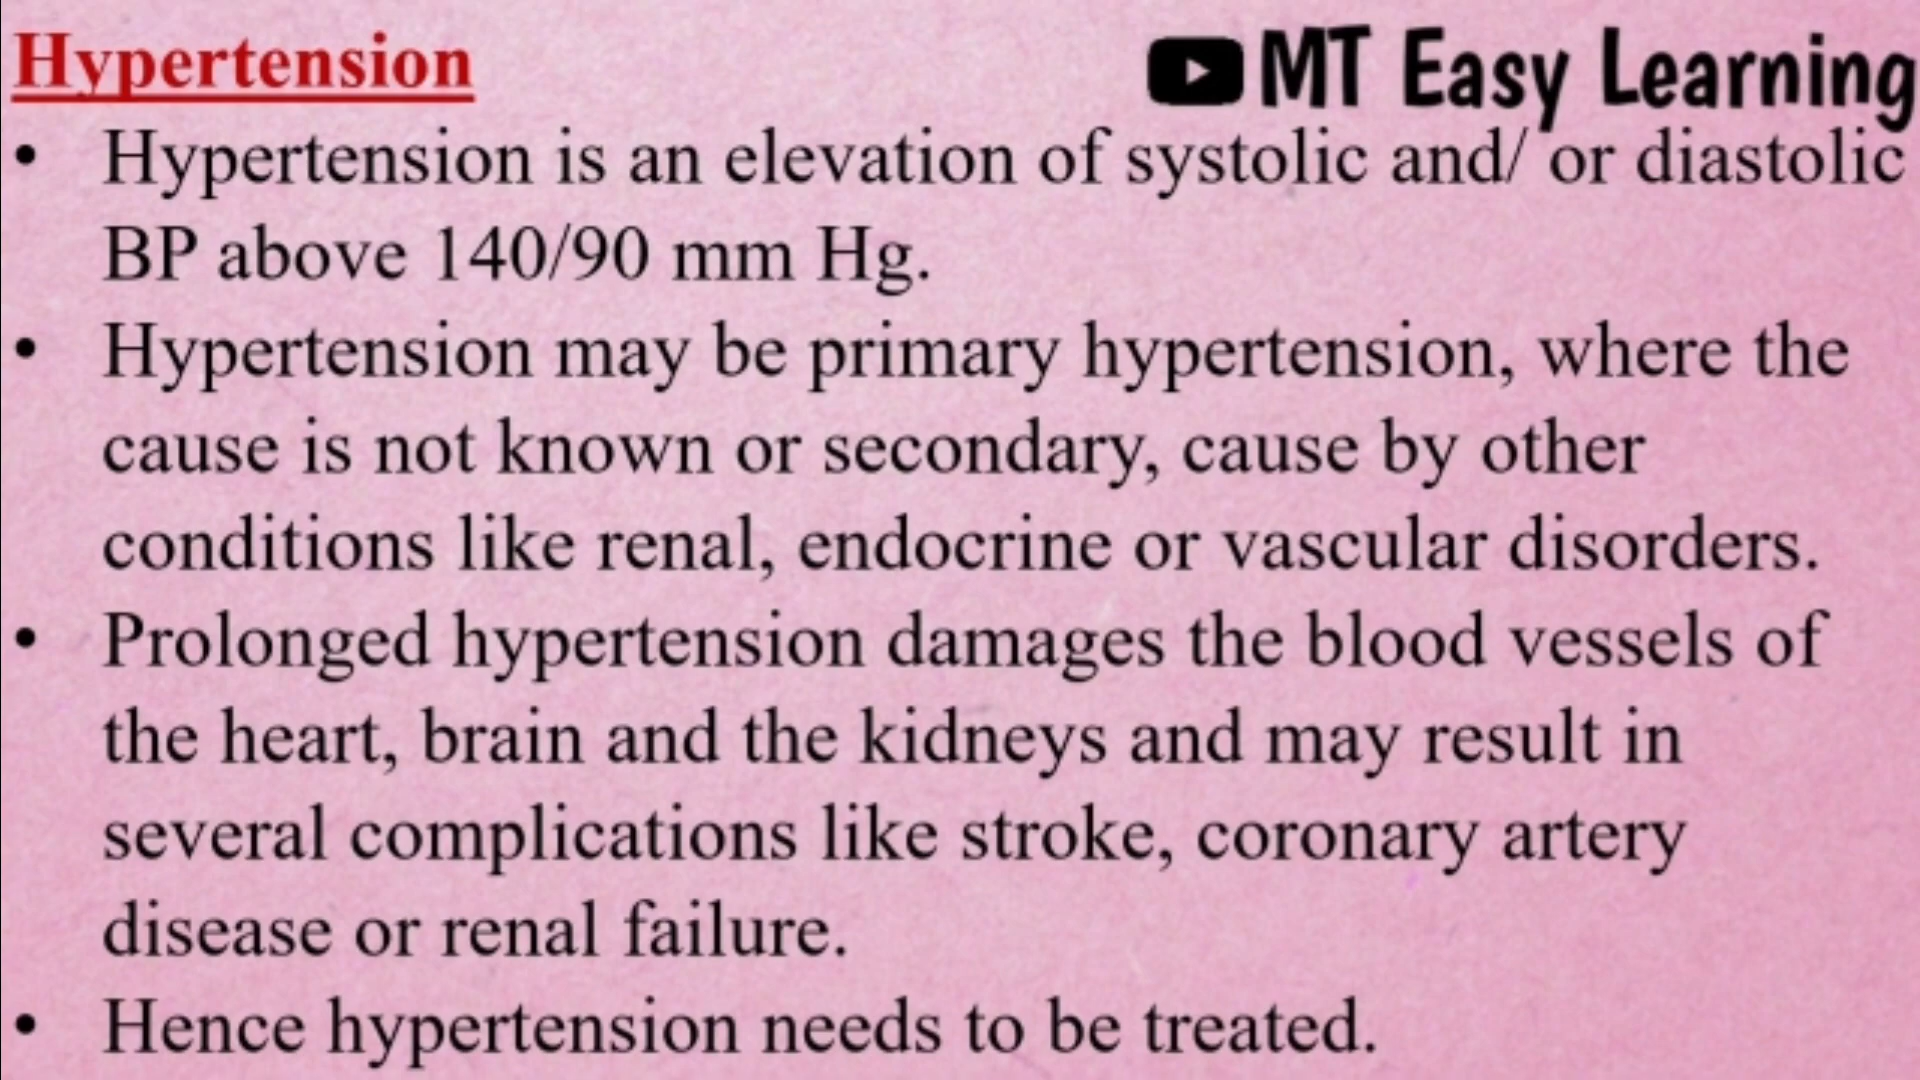 Hypertension
MT Easy Learning
• Hypertension is an elevation of systolic and/ or diastolic
BP above 140/90 mm Hg.
• Hypertension may be primary hypertension, where the
cause is not known or secondary, cause by other
conditions like renal, endocrine or vascular disorders.
• Prolonged hypertension damages the blood vessels of
the heart, brain and the kidneys and may result in
several complications like stroke, coronary artery
disease or renal failure.
• Hence hypertension needs to be treated.